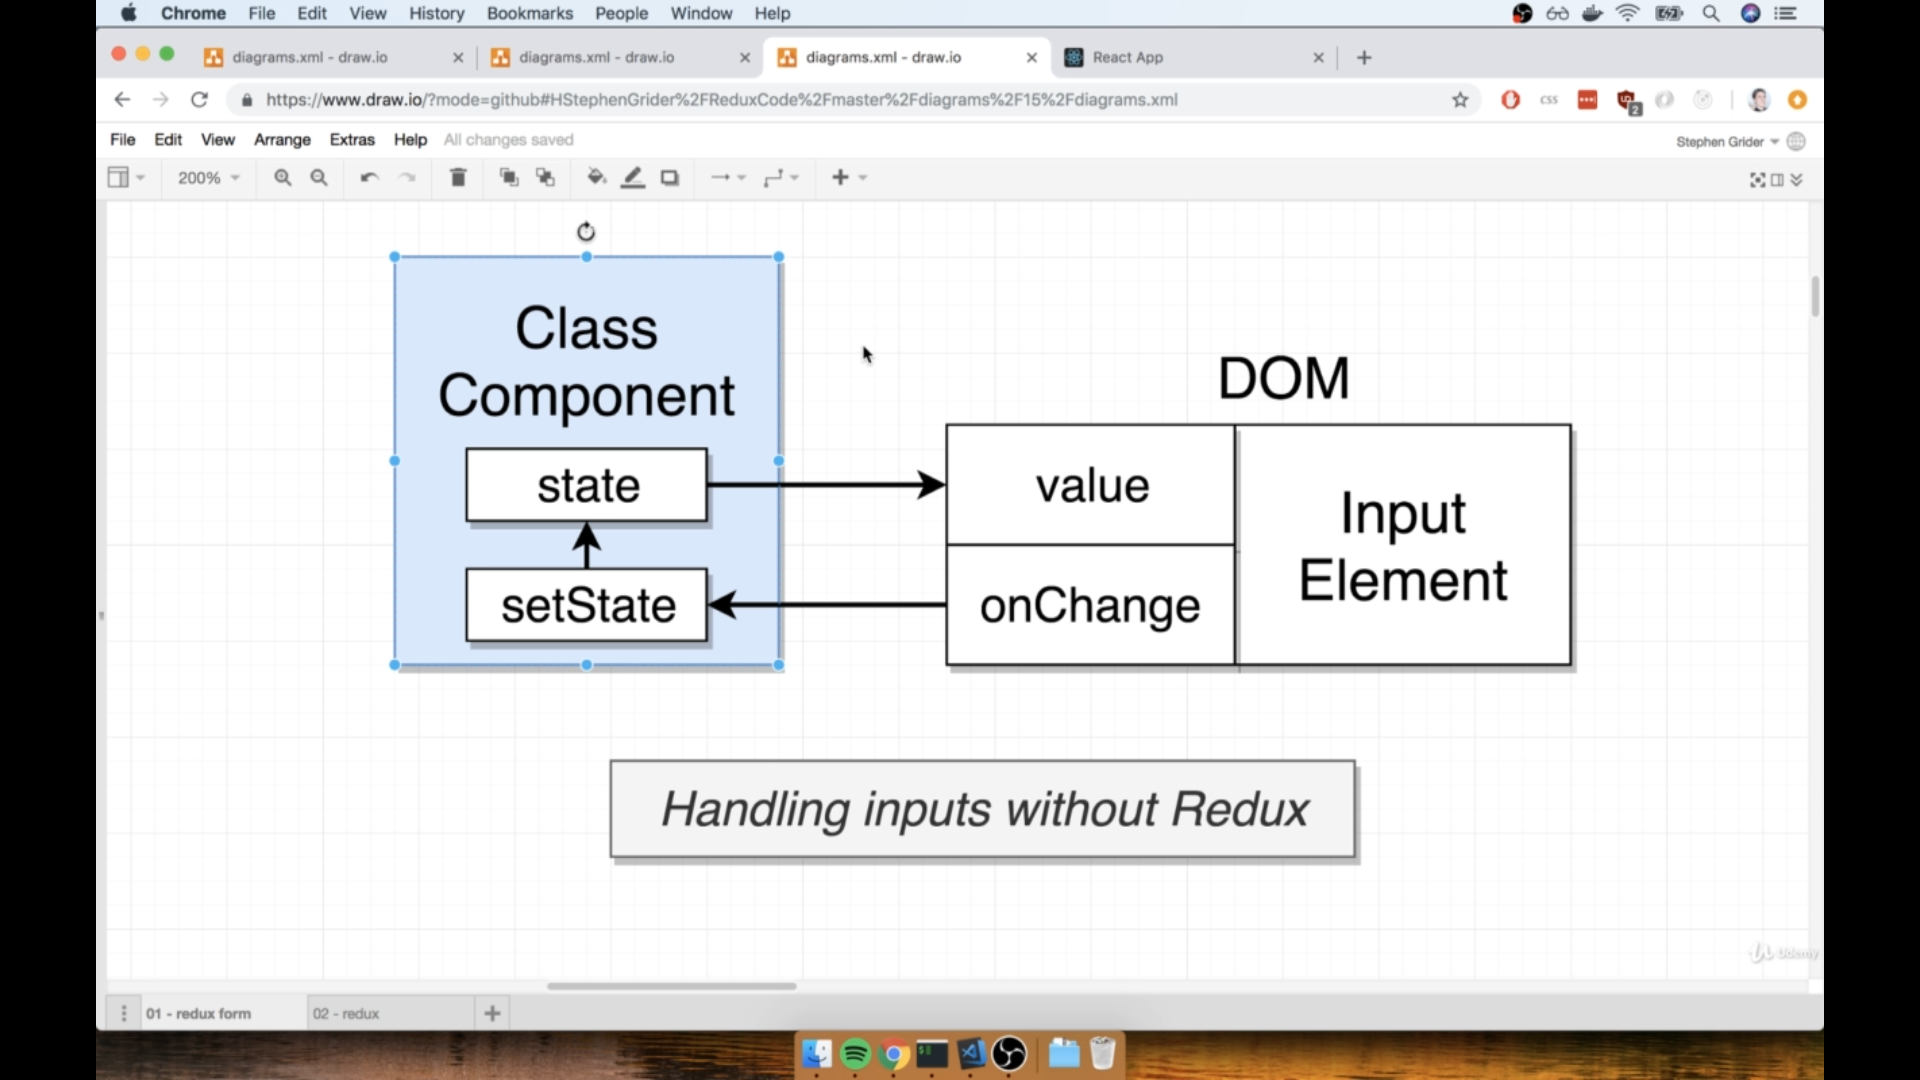 Chrome File Edit View History Bookmarks People Window Help
diagrams.xml - draw.io diagrams.xml - draw.io diagrams.xml - draw.io React App
https://www.draw.io/?mode=github#HStephenGrider%2FReduxCode%2Fmaster%2Fdiagrams%2F15%2Fdiagrams.xml
CSS
2
File Edit View Arrange Extras Help All changes saved
Stephen Grider
200%
Class
Component
state
setState
DOM
value
onChange
Input
Element
Handling inputs without Redux
Udemy
01 - redux form 02 - redux